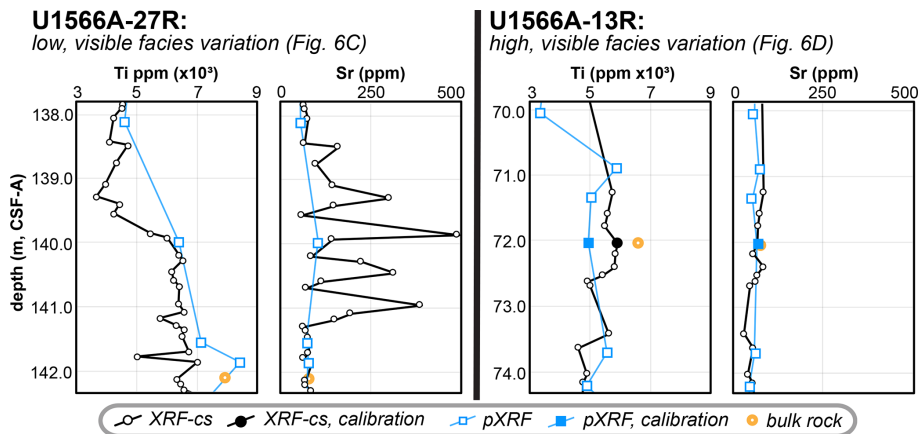 U1566A-27R:
low, visible facies variation (Fig. 6C)
Ti ppm (x10³)
Sr (ppm)
3 5 7 9
0 250 500
depth (m, CSF-A)
138.0
139.0
140.0
141.0
142.0
U1566A-13R:
high, visible facies variation (Fig. 6D)
Ti (ppm x10³)
Sr (ppm)
3 5 7 9
0 250 500
70.0
71.0
72.0
73.0
74.0
XRF-cs XRF-cs, calibration pXRF pXRF, calibration bulk rock